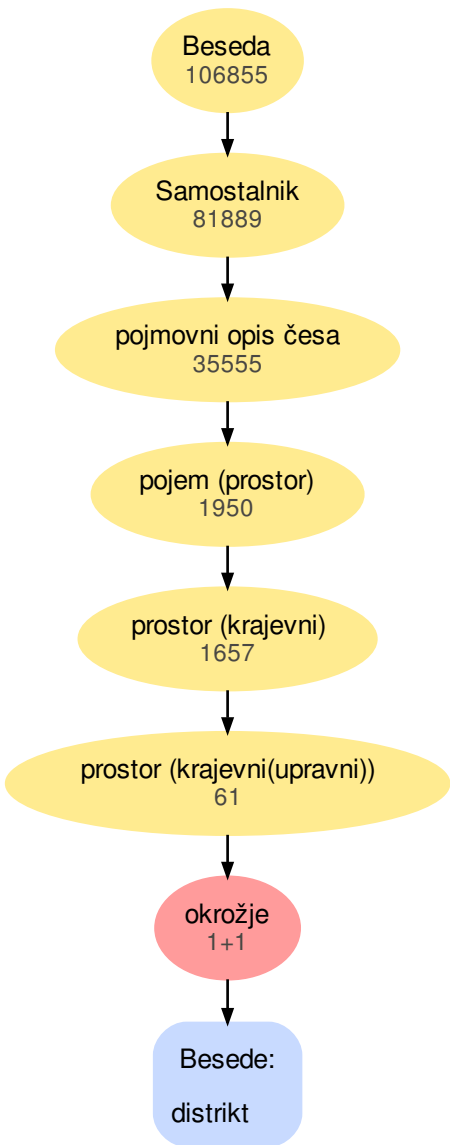 Beseda
106855
Samostalnik
81889
pojmovni opis česa
35555
pojem (prostor)
1950
prostor (krajevni)
1657
prostor (krajevni(upravni))
61
okrožje
1+1
Besede:
distrikt